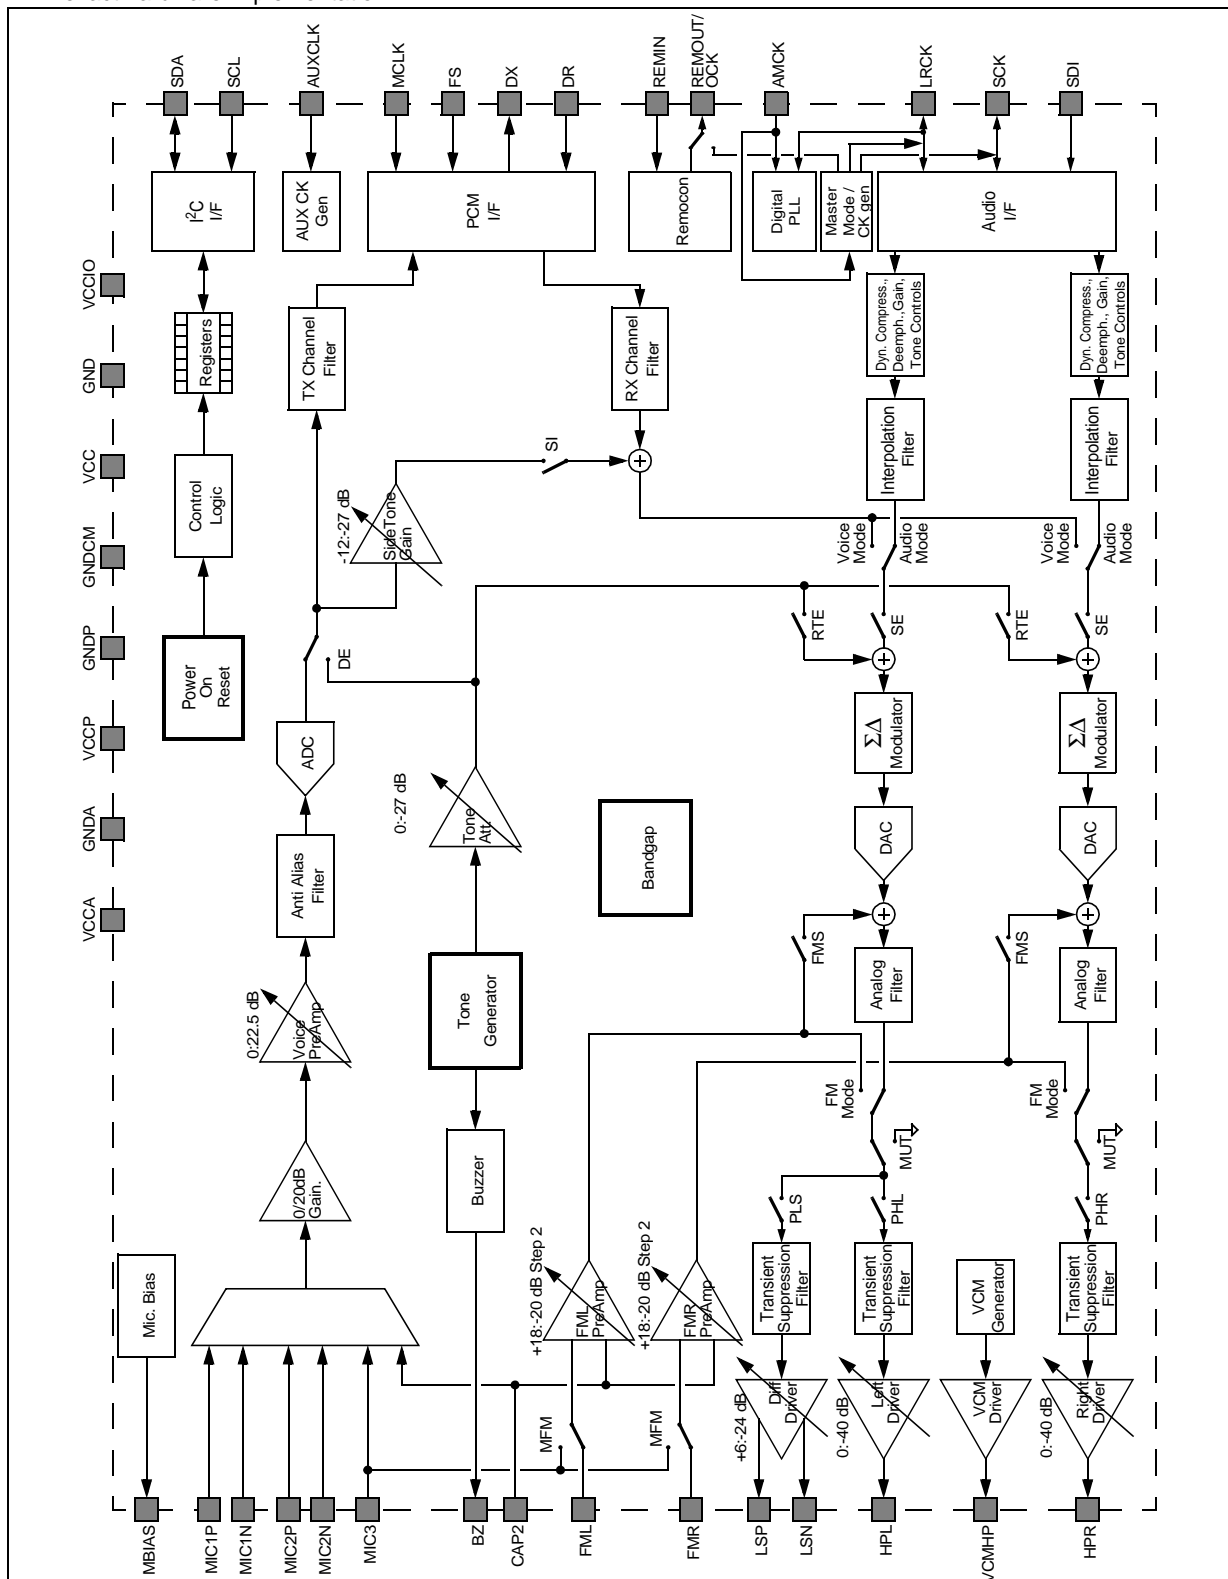 SDA
SCL
AUXCLK
MCLK
FS
DX
DR
REMIN
REMOUT/
OCK
AMCK
LRCK
SCK
SDI
I2C
I/F
AUX CK
Gen
PCM
I/F
Remocon
Digital
PLL
Master
Mode /
CK gen
Audio
I/F
VCCIO
GND
VCC
GNDCM
GNDP
VCCP
GNDA
VCCA
Registers
TX Channel
Filter
RX Channel
Filter
Dyn. Compress.,
Deemph.,Gain,
Tone Controls
Dyn. Compress.,
Deemph., Gain,
Tone Controls
Control
Logic
-12:-27 dB
SideTone
Gain
SI
Interpolation
Filter
Interpolation
Filter
Voice
Mode
Audio
Mode
Voice
Mode
Audio
Mode
Power
On
Reset
DE
RTE
SE
RTE
SE
ADC
0:-27 dB
Tone
Att.
ΣΔ
Modulator
ΣΔ
Modulator
Bandgap
DAC
DAC
Anti Alias
Filter
FMS
FMS
0:22.5 dB
Voice
PreAmp
Tone
Generator
Analog
Filter
Analog
Filter
FM
Mode
FM
Mode
0/20dB
Gain.
Buzzer
MUT
MUT
PLS
PHL
PHR
Mic. Bias
+18:-20 dB Step 2
FML
PreAmp
+18:-20 dB Step 2
FMR
PreAmp
Transient
Suppression
Filter
Transient
Suppression
Filter
VCM
Generator
Transient
Suppression
Filter
MFM
MFM
+6:-24 dB
Diff
Driver
0:-40 dB
Left
Driver
VCM
Driver
0:-40 dB
Right
Driver
MBIAS
MIC1P
MIC1N
MIC2P
MIC2N
MIC3
BZ
CAP2
FML
FMR
LSP
LSN
HPL
VCMHP
HPR